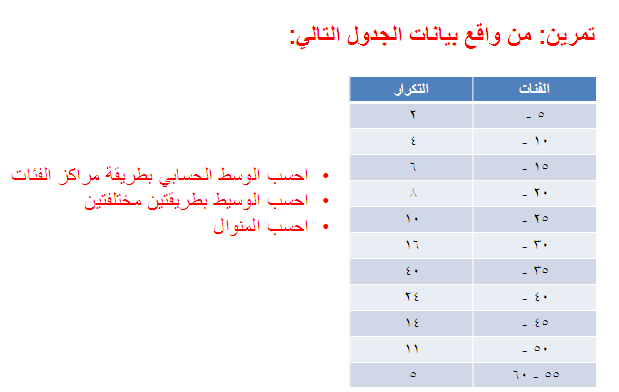 تمرين: من واقع بيانات الجدول التالي:
الفئات التكرار
٥ - ٢
١٠ - ٤
١٥ - ٦
٢٠ - ٨
٢٥ - ١٠
٣٠ - ١٦
٣٥ - ٤٠
٤٠ - ٢٤
٤٥ - ١٤
٥٠ - ١١
٥٥ - ٦٠ ٥
• احسب الوسط الحسابي بطريقة مراكز الفئات
• احسب الوسيط بطريقتين مختلفتين
• احسب المنوال